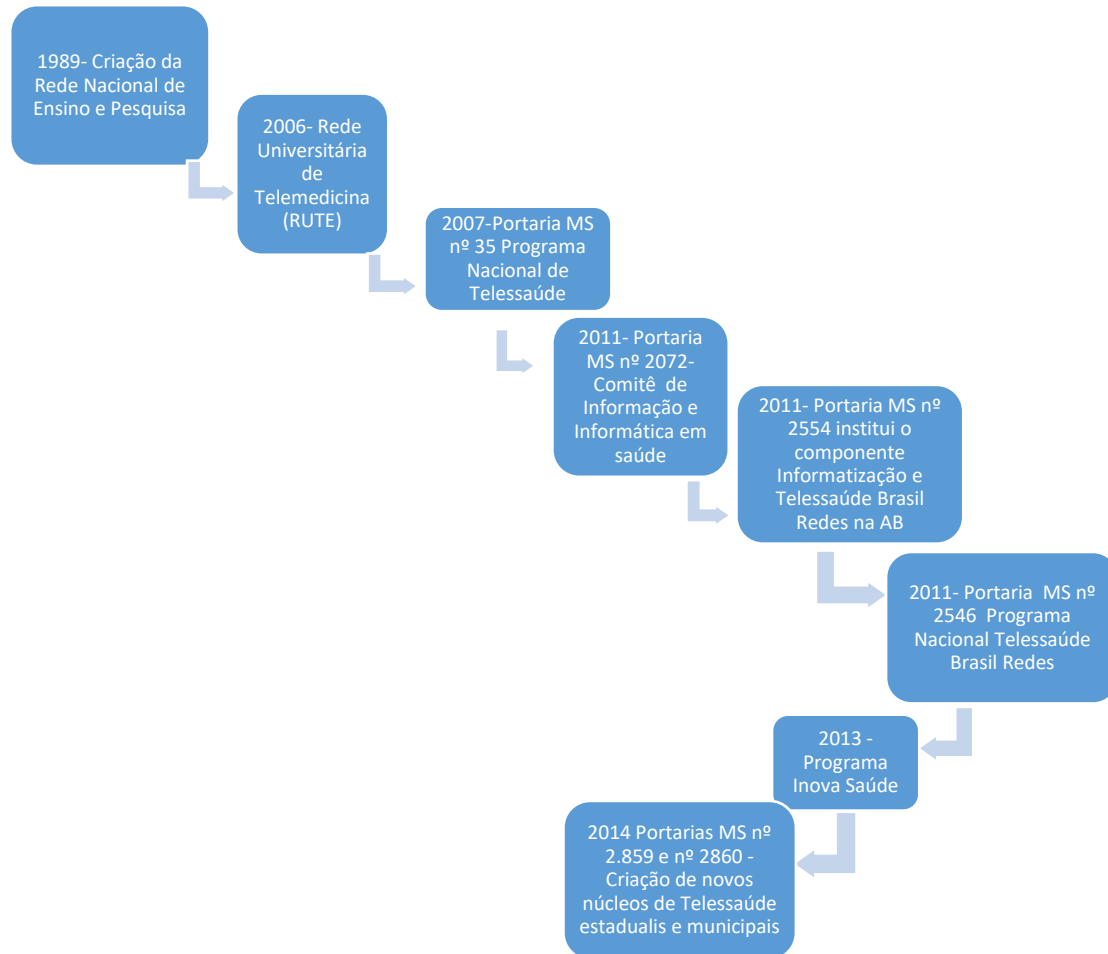 1989- Criação da
Rede Nacional de
Ensino e Pesquisa
2006- Rede
Universitária
de
Telemedicina
(RUTE)
2007-Portaria MS
nº 35 Programa
Nacional de
Telessaúde
2011- Portaria
MS nº 2072-
Comitê de
Informação e
Informática em
saúde
2011- Portaria MS nº
2554 institui o
componente
Informatização e
Telessaúde Brasil
Redes na AB
2011- Portaria MS nº
2546 Programa
Nacional Telessaúde
Brasil Redes
2013 -
Programa
Inova Saúde
2014 Portarias MS nº
2.859 e nº 2860 -
Criação de novos
núcleos de Telessaúde
estadualis e municipais